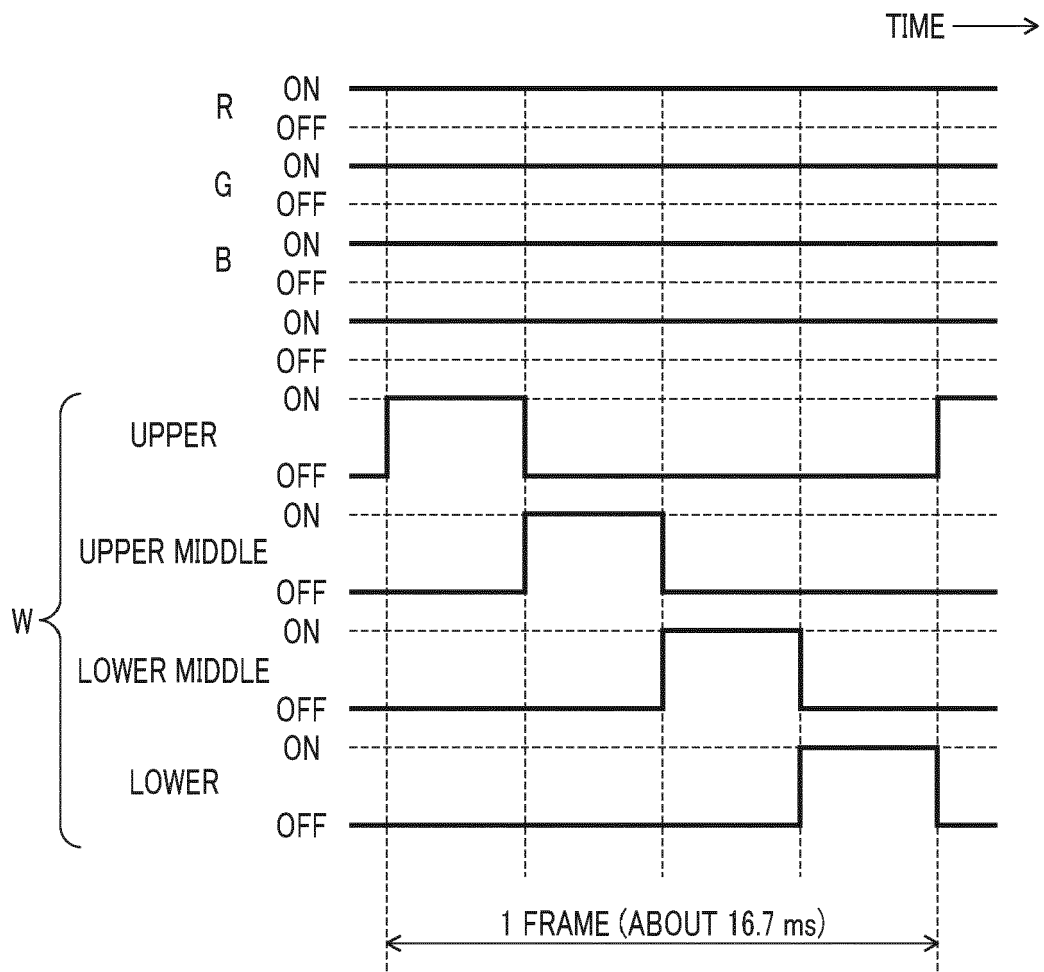 TIME
ON
R
OFF
ON
G
OFF
ON
B
OFF
ON
OFF
ON
UPPER
OFF
ON
UPPER MIDDLE
OFF
W
ON
LOWER MIDDLE
OFF
ON
LOWER
OFF
1 FRAME (ABOUT 16.7 ms)